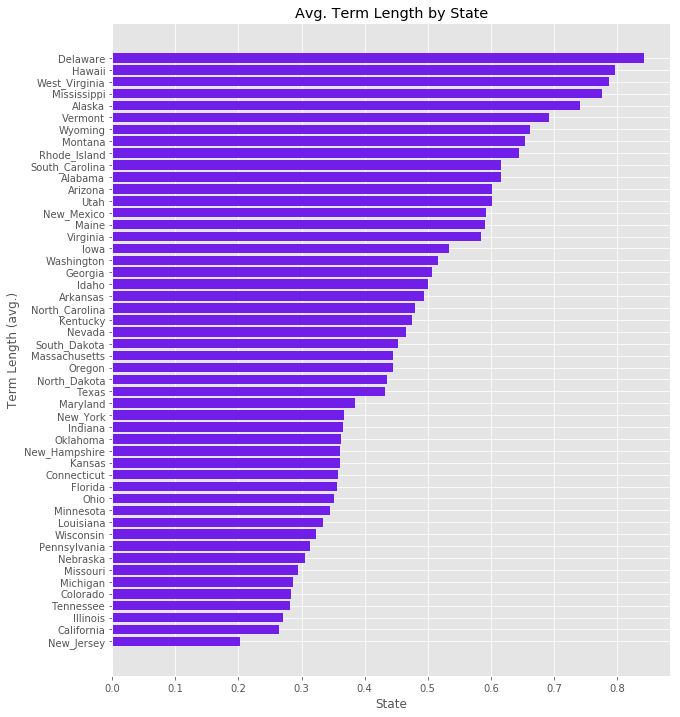 Avg. Term Length by State
Term Length (avg.)
Delaware
Hawaii
West_Virginia
Mississippi
Alaska
Vermont
Wyoming
Montana
Rhode_Island
South_Carolina
Alabama
Arizona
Utah
New_Mexico
Maine
Virginia
Iowa
Washington
Georgia
Idaho
Arkansas
North_Carolina
Kentucky
Nevada
South_Dakota
Massachusetts
Oregon
North_Dakota
Texas
Maryland
New_York
Indiana
Oklahoma
New_Hampshire
Kansas
Connecticut
Florida
Ohio
Minnesota
Louisiana
Wisconsin
Pennsylvania
Nebraska
Missouri
Michigan
Colorado
Tennessee
Illinois
California
New_Jersey
0.0 0.1 0.2 0.3 0.4 0.5 0.6 0.7 0.8
State